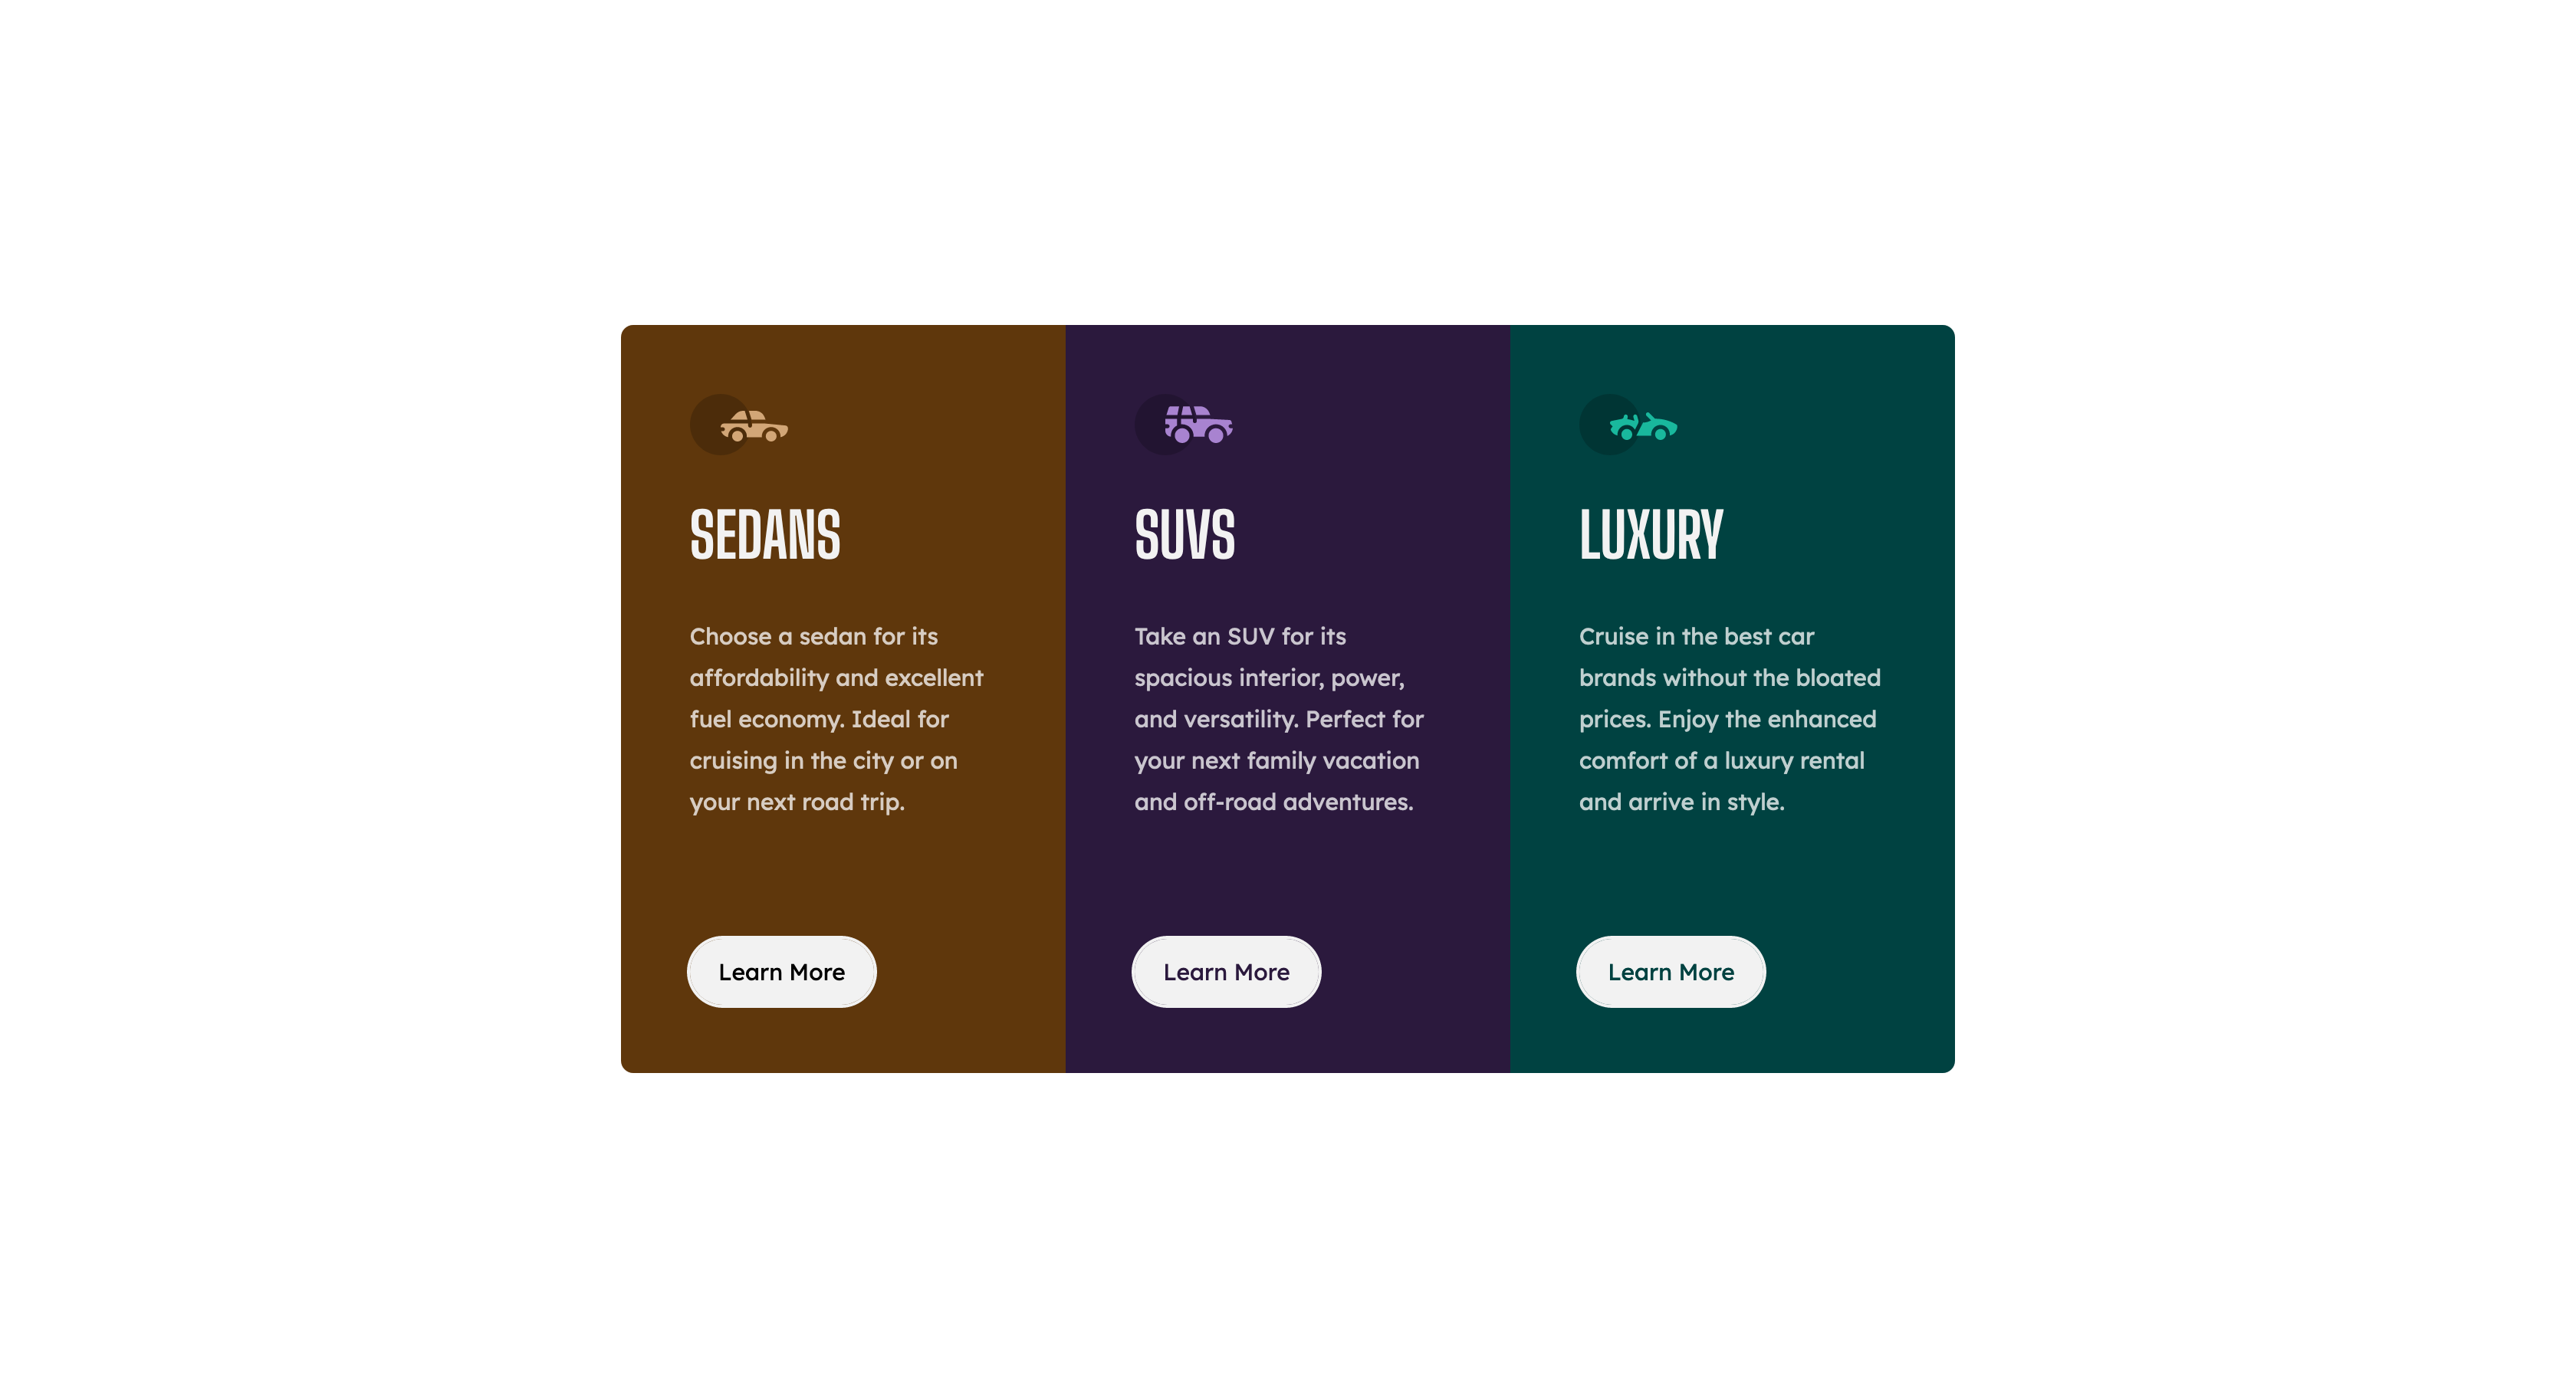 SEDANS
Choose a sedan for its
affordability and excellent
fuel economy. Ideal for
cruising in the city or on
your next road trip.
Learn More
SUVS
Take an SUV for its
spacious interior, power,
and versatility. Perfect for
your next family vacation
and off-road adventures.
Learn More
LUXURY
Cruise in the best car
brands without the bloated
prices. Enjoy the enhanced
comfort of a luxury rental
and arrive in style.
Learn More